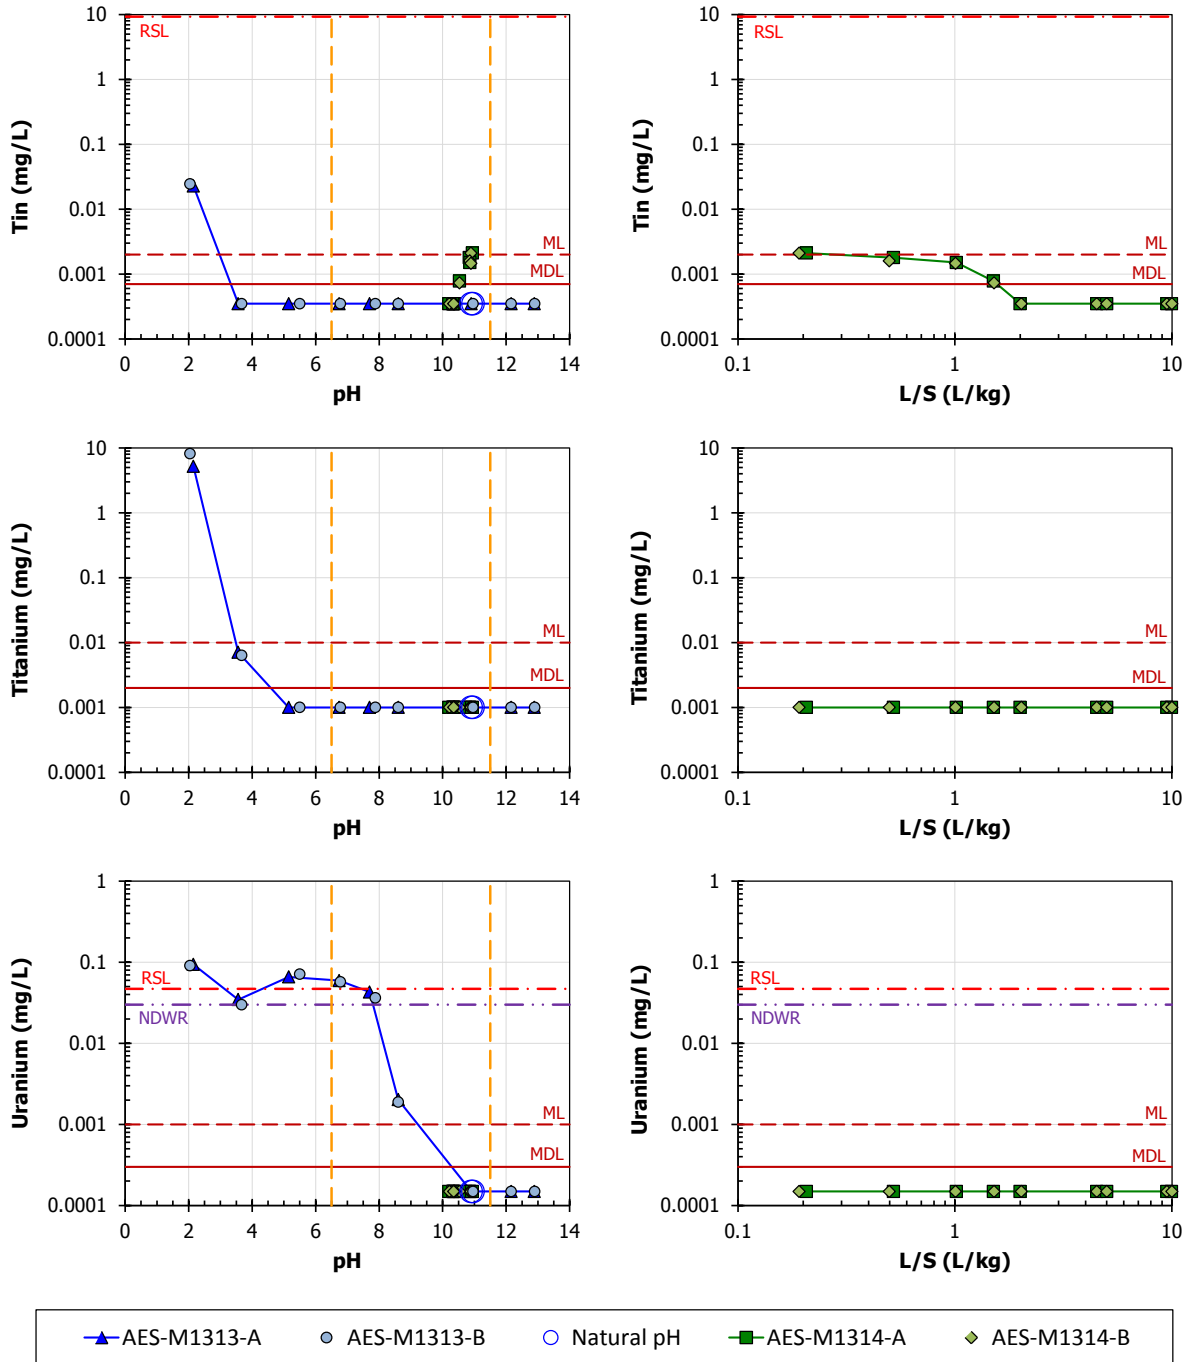 10
1
0.1
0.01
0.001
0.0001
Tin (mg/L)
RSL
ML
MDL
0 2 4 6 8 10 12 14
pH
10
1
0.1
0.01
0.001
0.0001
Tin (mg/L)
RSL
ML
MDL
0.1 1 10
L/S (L/kg)
10
1
0.1
0.01
0.001
0.0001
Titanium (mg/L)
ML
MDL
0 2 4 6 8 10 12 14
pH
10
1
0.1
0.01
0.001
0.0001
Titanium (mg/L)
ML
MDL
0.1 1 10
L/S (L/kg)
1
0.1
0.01
0.001
0.0001
Uranium (mg/L)
RSL
NDWR
ML
MDL
0 2 4 6 8 10 12 14
pH
1
0.1
0.01
0.001
0.0001
Uranium (mg/L)
RSL
NDWR
ML
MDL
0.1 1 10
L/S (L/kg)
AES-M1313-A AES-M1313-B Natural pH AES-M1314-A AES-M1314-B